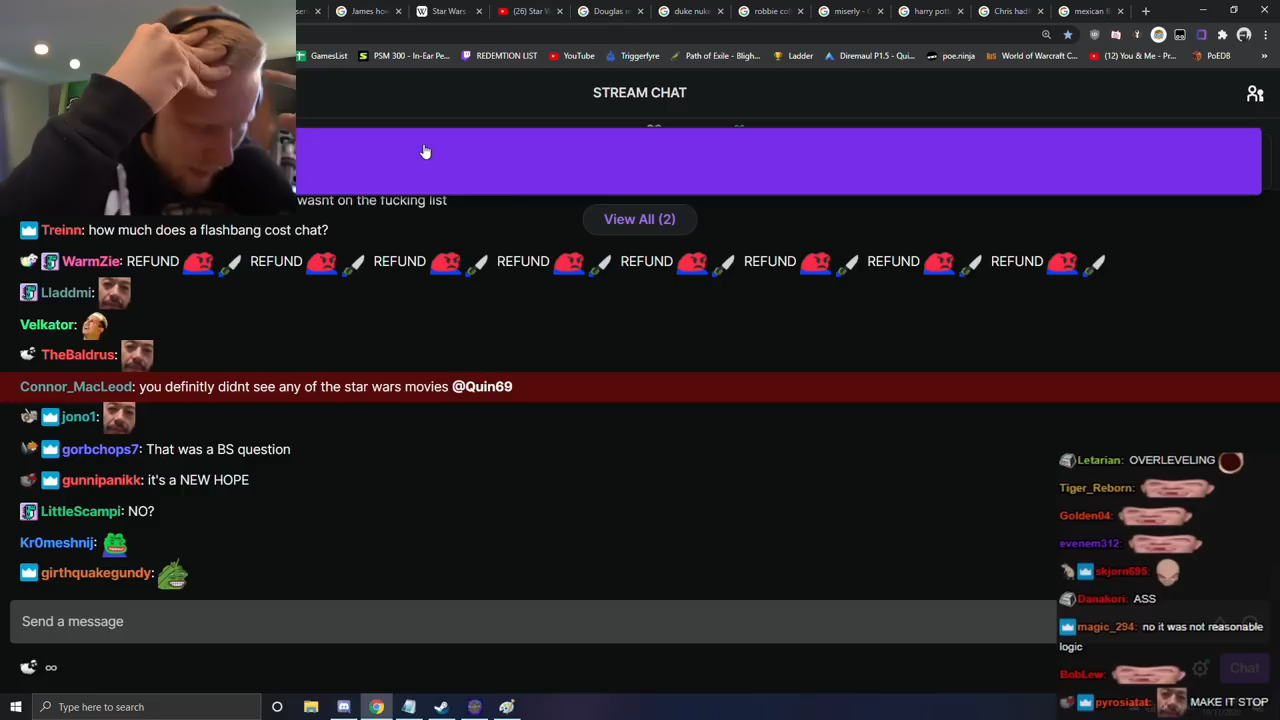 James ho
Star Wars
(26) Star W
Douglas m
duke nuk
robbie col
miserly - G
harry pott
Chris hadf
mexican fl
GamesList
PSM 300 - In-Ear Pe...
REDEMTION LIST
YouTube
Triggerfyre
Path of Exile - Bligh...
Ladder
Diremaul P1.5 - Qui...
poe.ninja
World of Warcraft C...
(12) You & Me - Pr...
PoEDB
STREAM CHAT
wasnt on the fucking list
View All (2)
Treinn: how much does a flashbang cost chat?
WarmZie: REFUND REFUND REFUND REFUND REFUND REFUND REFUND REFUND
Lladdmi:
Velkator:
TheBaldrus:
Connor_MacLeod: you definitly didnt see any of the star wars movies @Quin69
jono1:
gorbchops7: That was a BS question
gunnipanikk: it's a NEW HOPE
LittleScampi: NO?
Kr0meshnij:
girthquakegundy:
Send a message
∞
Letarian: OVERLEVELING
Tiger_Reborn:
Golden04:
evenem312:
skjorn695:
Danakori: ASS
magic_294: no it was not reasonable
logic
BobLew:
Chat
pyrosiatat: MAKE IT STOP
Type here to search